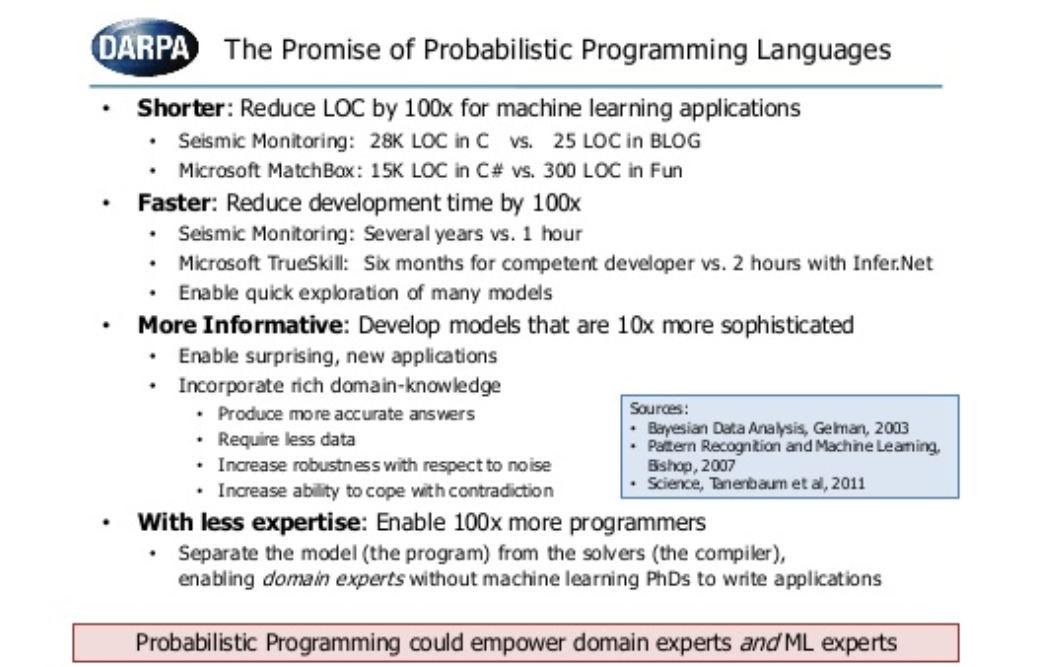 DARPA
The Promise of Probabilistic Programming Languages
• Shorter: Reduce LOC by 100x for machine learning applications
• Seismic Monitoring: 28K LOC in C vs. 25 LOC in BLOG
• Microsoft MatchBox: 15K LOC in C# vs. 300 LOC in Fun
• Faster: Reduce development time by 100x
• Seismic Monitoring: Several years vs. 1 hour
• Microsoft TrueSkill: Six months for competent developer vs. 2 hours with Infer.Net
• Enable quick exploration of many models
• More Informative: Develop models that are 10x more sophisticated
• Enable surprising, new applications
• Incorporate rich domain-knowledge
• Produce more accurate answers
• Require less data
• Increase robustness with respect to noise
• Increase ability to cope with contradiction
Sources:
• Bayesian Data Analysis, Gelman, 2003
• Pattern Recognition and Machine Learning,
Bishop, 2007
• Science, Tanenbaum et al, 2011
• With less expertise: Enable 100x more programmers
• Separate the model (the program) from the solvers (the compiler),
enabling domain experts without machine learning PhDs to write applications
Probabilistic Programming could empower domain experts and ML experts